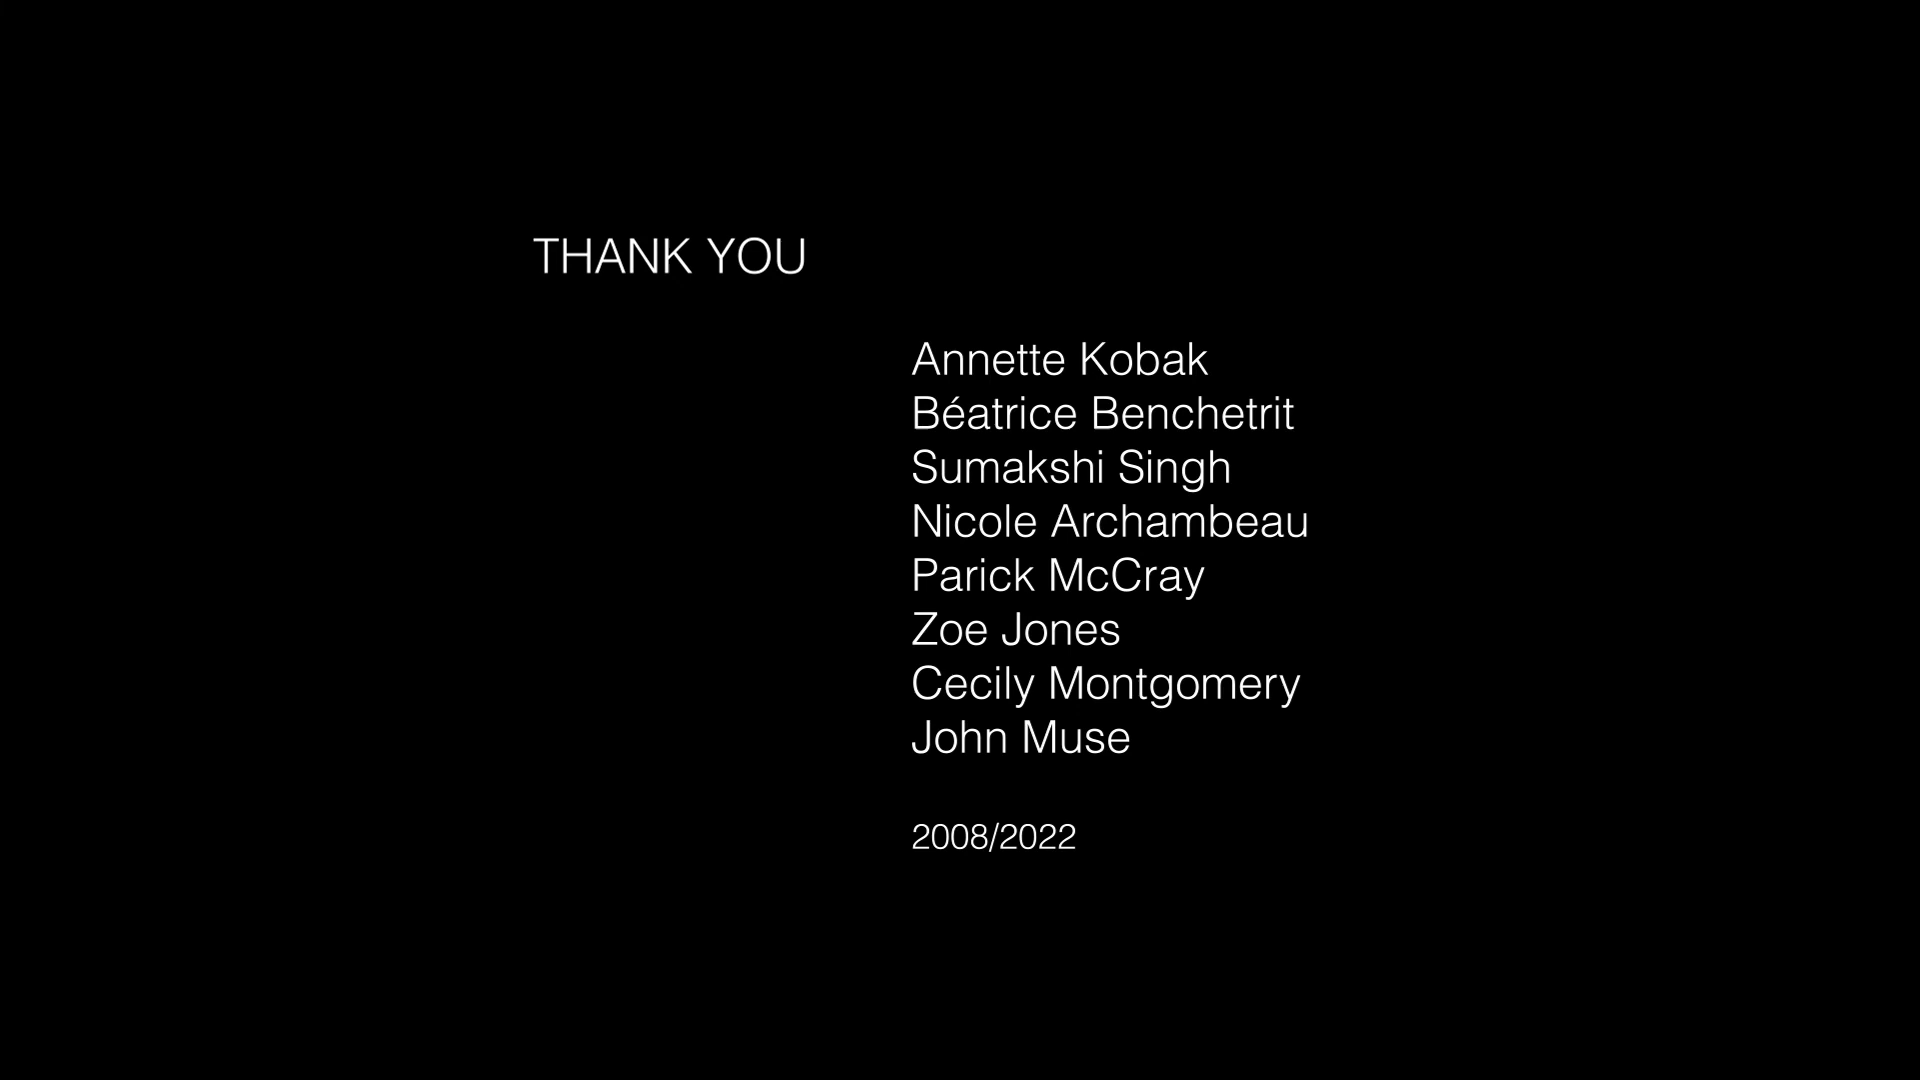 THANK YOU
Annette Kobak
Béatrice Benchetrit
Sumakshi Singh
Nicole Archambeau
Parick McCray
Zoe Jones
Cecily Montgomery
John Muse
2008/2022